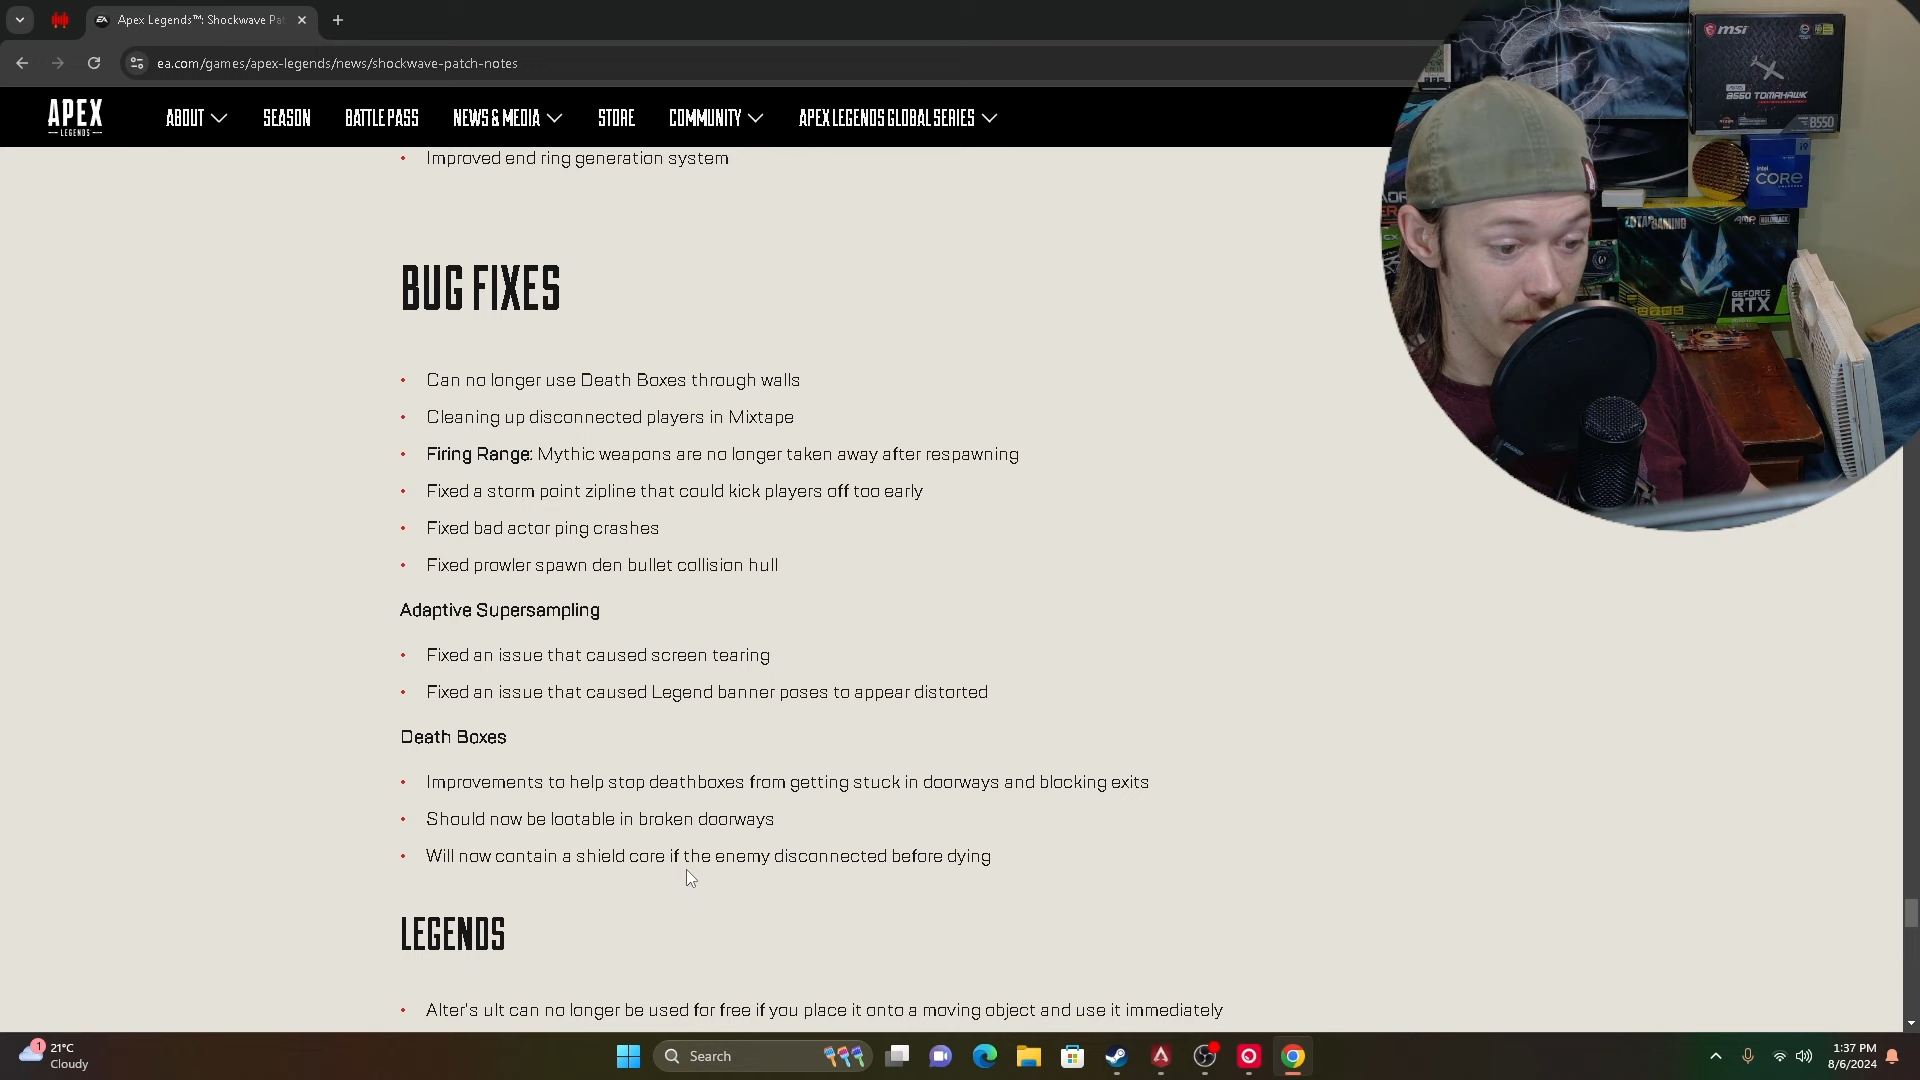 Apex Legends™: Shockwave Pa
ea.com/games/apex-legends/news/shockwave-patch-notes
APEX
LEGENDS
ABOUT
SEASON
BATTLE PASS
NEWS & MEDIA
STORE
COMMUNITY
APEX LEGENDS GLOBAL SERIES
• Improved end ring generation system
BUG FIXES
• Can no longer use Death Boxes through walls
• Cleaning up disconnected players in Mixtape
• Firing Range: Mythic weapons are no longer taken away after respawning
• Fixed a storm point zipline that could kick players off too early
• Fixed bad actor ping crashes
• Fixed prowler spawn den bullet collision hull
Adaptive Supersampling
• Fixed an issue that caused screen tearing
• Fixed an issue that caused Legend banner poses to appear distorted
Death Boxes
• Improvements to help stop deathboxes from getting stuck in doorways and blocking exits
• Should now be lootable in broken doorways
• Will now contain a shield core if the enemy disconnected before dying
LEGENDS
• Alter's ult can no longer be used for free if you place it onto a moving object and use it immediately
msi
B550 TOMAHAWK
B550
i9
intel
CORE
ZOTAC GAMING
AMP
GEFORCE
RTX
1
21°C
Cloudy
Search
1:37 PM
8/6/2024